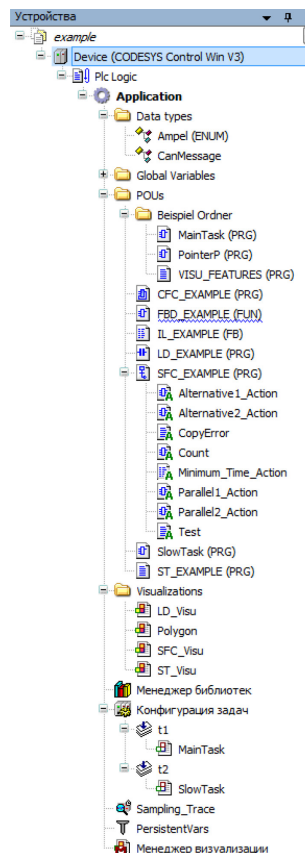 Устройства
example
Device (CODESYS Control Win V3)
Plc Logic
Application
Data types
Ampel (ENUM)
CanMessage
Global Variables
POUs
Beispiel Ordner
MainTask (PRG)
PointerP (PRG)
VISU_FEATURES (PRG)
CFC_EXAMPLE (PRG)
FBD_EXAMPLE (FUN)
IL_EXAMPLE (FB)
LD_EXAMPLE (PRG)
SFC_EXAMPLE (PRG)
Alternative1_Action
Alternative2_Action
CopyError
Count
Minimum_Time_Action
Parallel1_Action
Parallel2_Action
Test
SlowTask (PRG)
ST_EXAMPLE (PRG)
Visualizations
LD_Visu
Polygon
SFC_Visu
ST_Visu
Менеджер библиотек
Конфигурация задач
t1
MainTask
t2
SlowTask
Sampling_Trace
PersistentVars
Менеджер визуализации